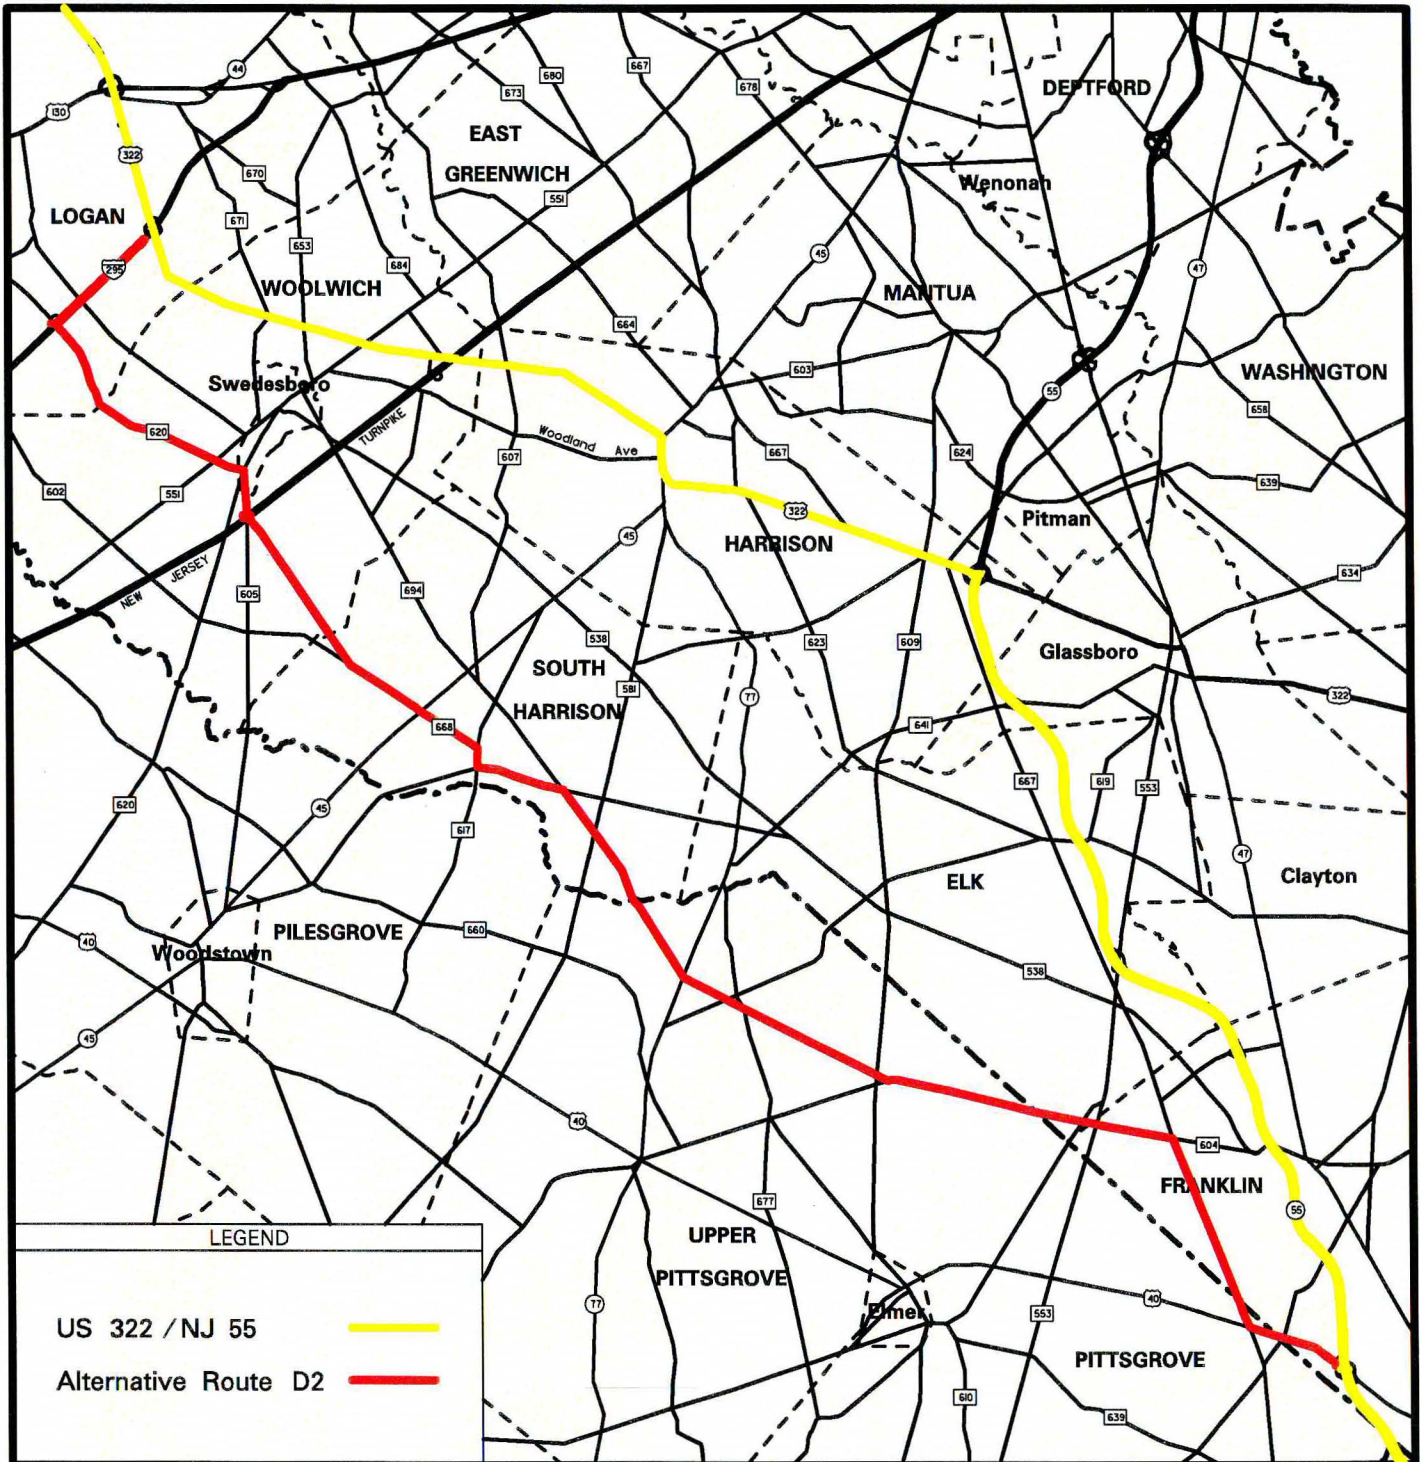 44
680
667
678
DEPTFORD
130
673
EAST
GREENWICH
322
670
551
Wenonah
LOGAN
671
653
684
45
47
295
WOOLWICH
MANTUA
664
603
Swedesboro
WASHINGTON
55
658
TURNPIKE
620
Woodland Ave
607
667
624
602
551
639
322
Pitman
45
HARRISON
JERSEY
NEW
605
694
634
538
623
609
Glassboro
SOUTH
581
77
322
HARRISON
668
641
667
619
553
620
45
617
47
ELK
Clayton
PILESGROVE
660
40
Woodstown
538
45
40
604
FRANKLIN
677
55
LEGEND
UPPER
PITTSGROVE
77
40
Elmer
553
US 322 / NJ 55
PITTSGROVE
Alternative Route D2
610
639